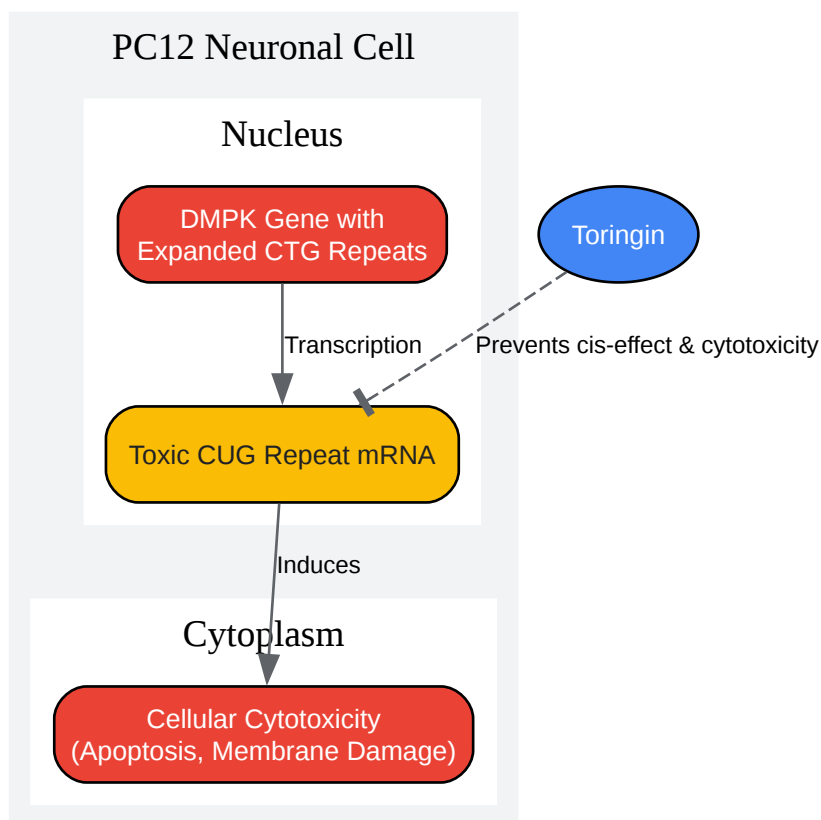 PC12 Neuronal Cell
Nucleus
DMPK Gene with
Expanded CTG Repeats
Toringin
Transcription
Prevents cis-effect & cytotoxicity
Toxic CUG Repeat mRNA
Induces
Cytoplasm
Cellular Cytotoxicity
(Apoptosis, Membrane Damage)